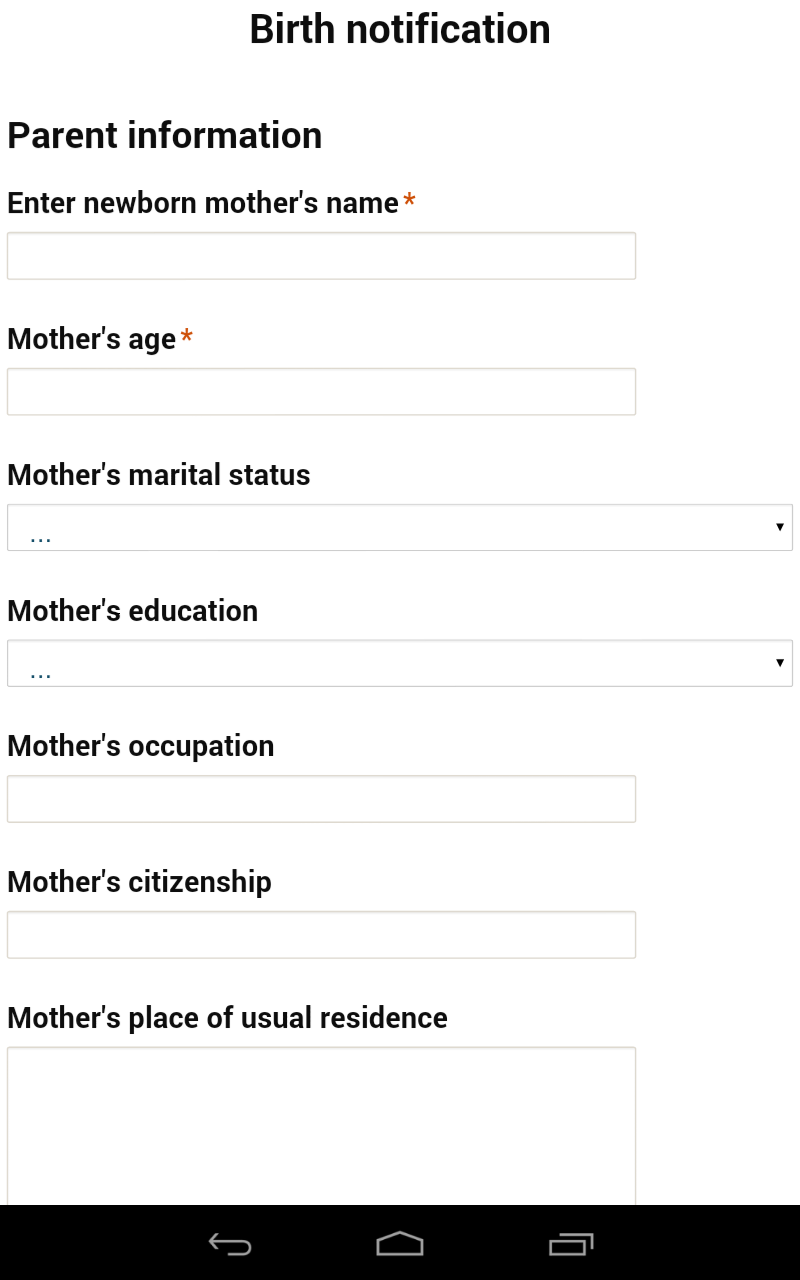 Birth notification
Parent information
Enter newborn mother's name *
Mother's age *
Mother's marital status
...
Mother's education
...
Mother's occupation
Mother's citizenship
Mother's place of usual residence